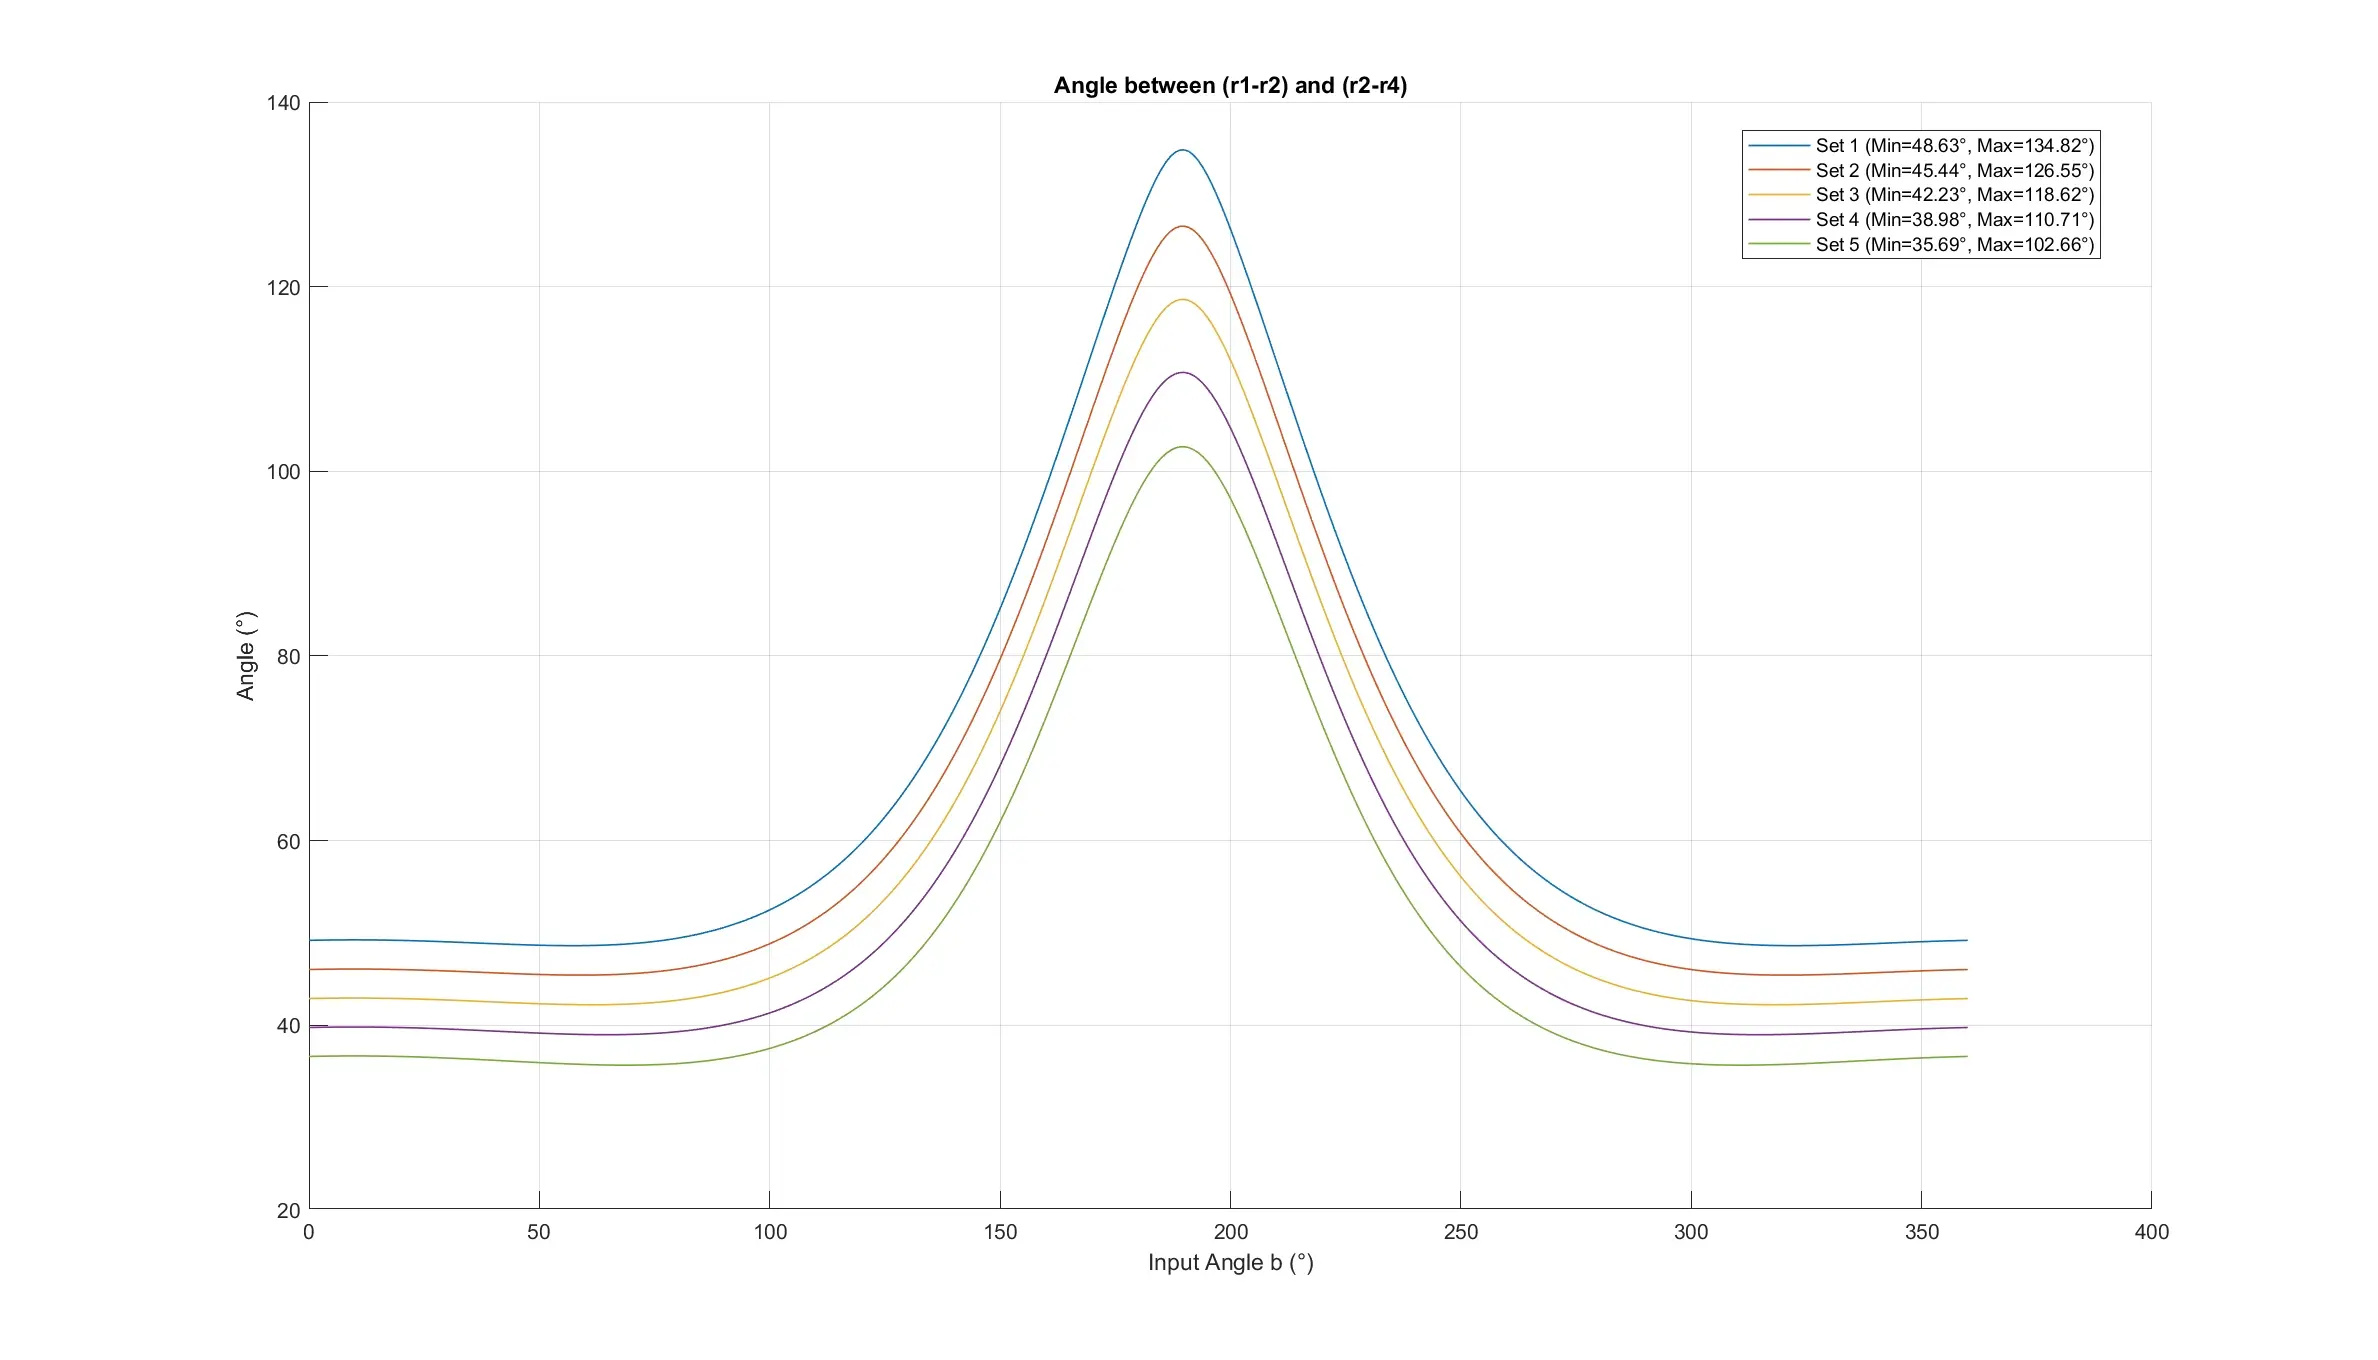 Angle between (r1-r2) and (r2-r4)
140
120
100
80
60
40
20
Angle (°)
Set 1 (Min=48.63°, Max=134.82°)
Set 2 (Min=45.44°, Max=126.55°)
Set 3 (Min=42.23°, Max=118.62°)
Set 4 (Min=38.98°, Max=110.71°)
Set 5 (Min=35.69°, Max=102.66°)
0 50 100 150 200 250 300 350 400
Input Angle b (°)